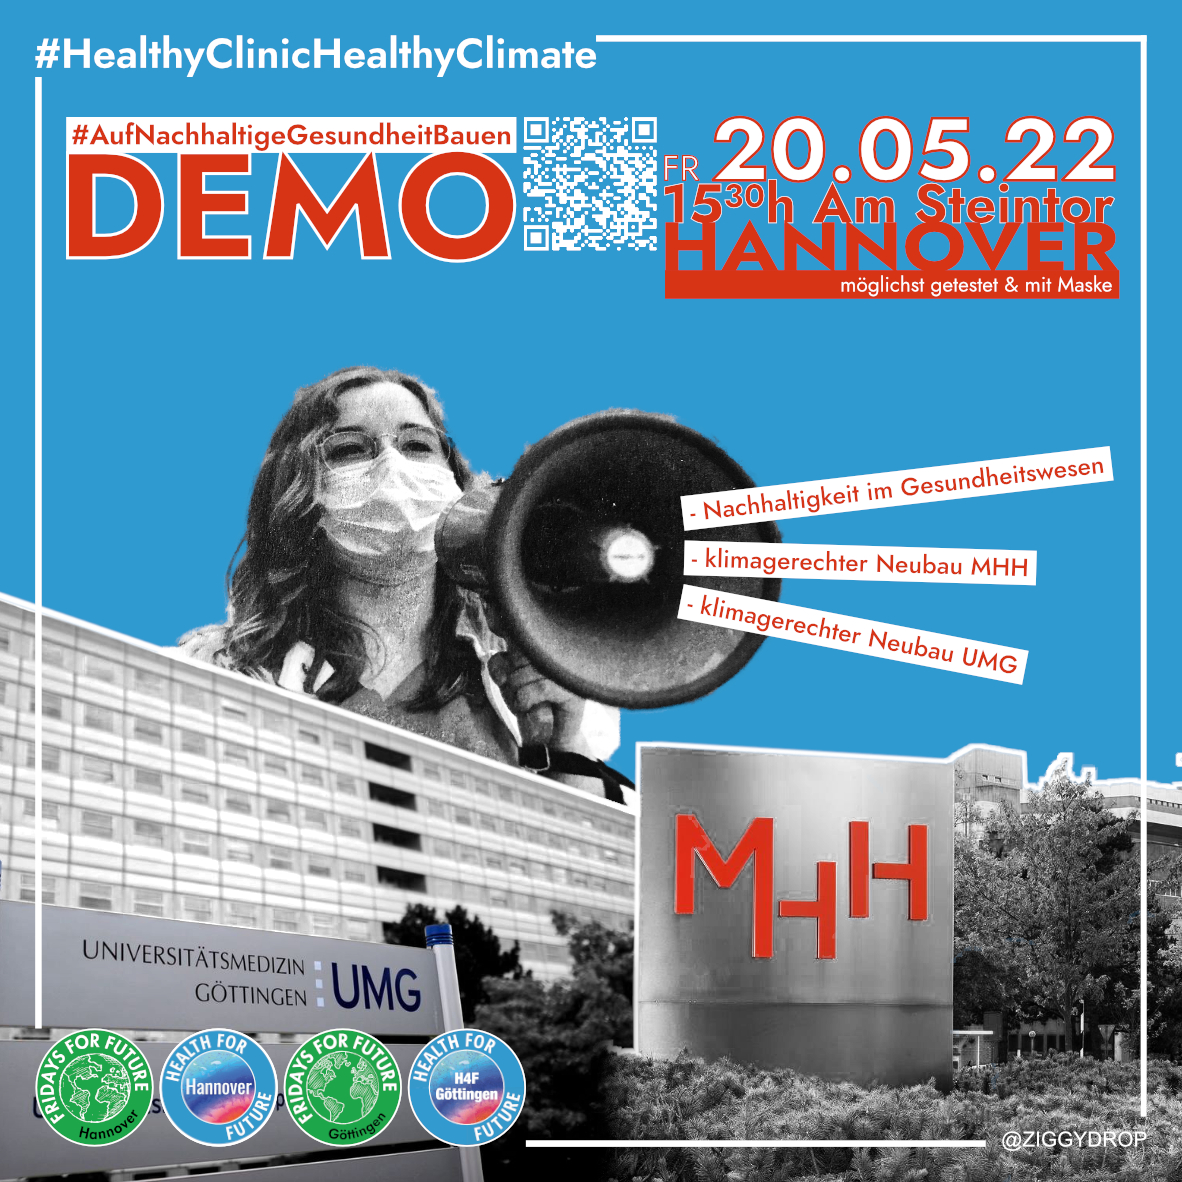 #HealthyClinicHealthyClimate
#AufNachhaltigeGesundheitBauen
DEMO
FR 20.05.22
15³⁰h Am Steintor
HANNOVER
möglichst getestet & mit Maske
- Nachhaltigkeit im Gesundheitswesen
- klimagerechter Neubau MHH
- klimagerechter Neubau UMG
MHH
UNIVERSITÄTSMEDIZIN
GÖTTINGEN
UMG
FRIDAYS FOR FUTURE
Hannover
HEALTH FOR FUTURE
Hannover
FRIDAYS FOR FUTURE
Göttingen
HEALTH FOR FUTURE
H4F
Göttingen
@ZIGGYDROP